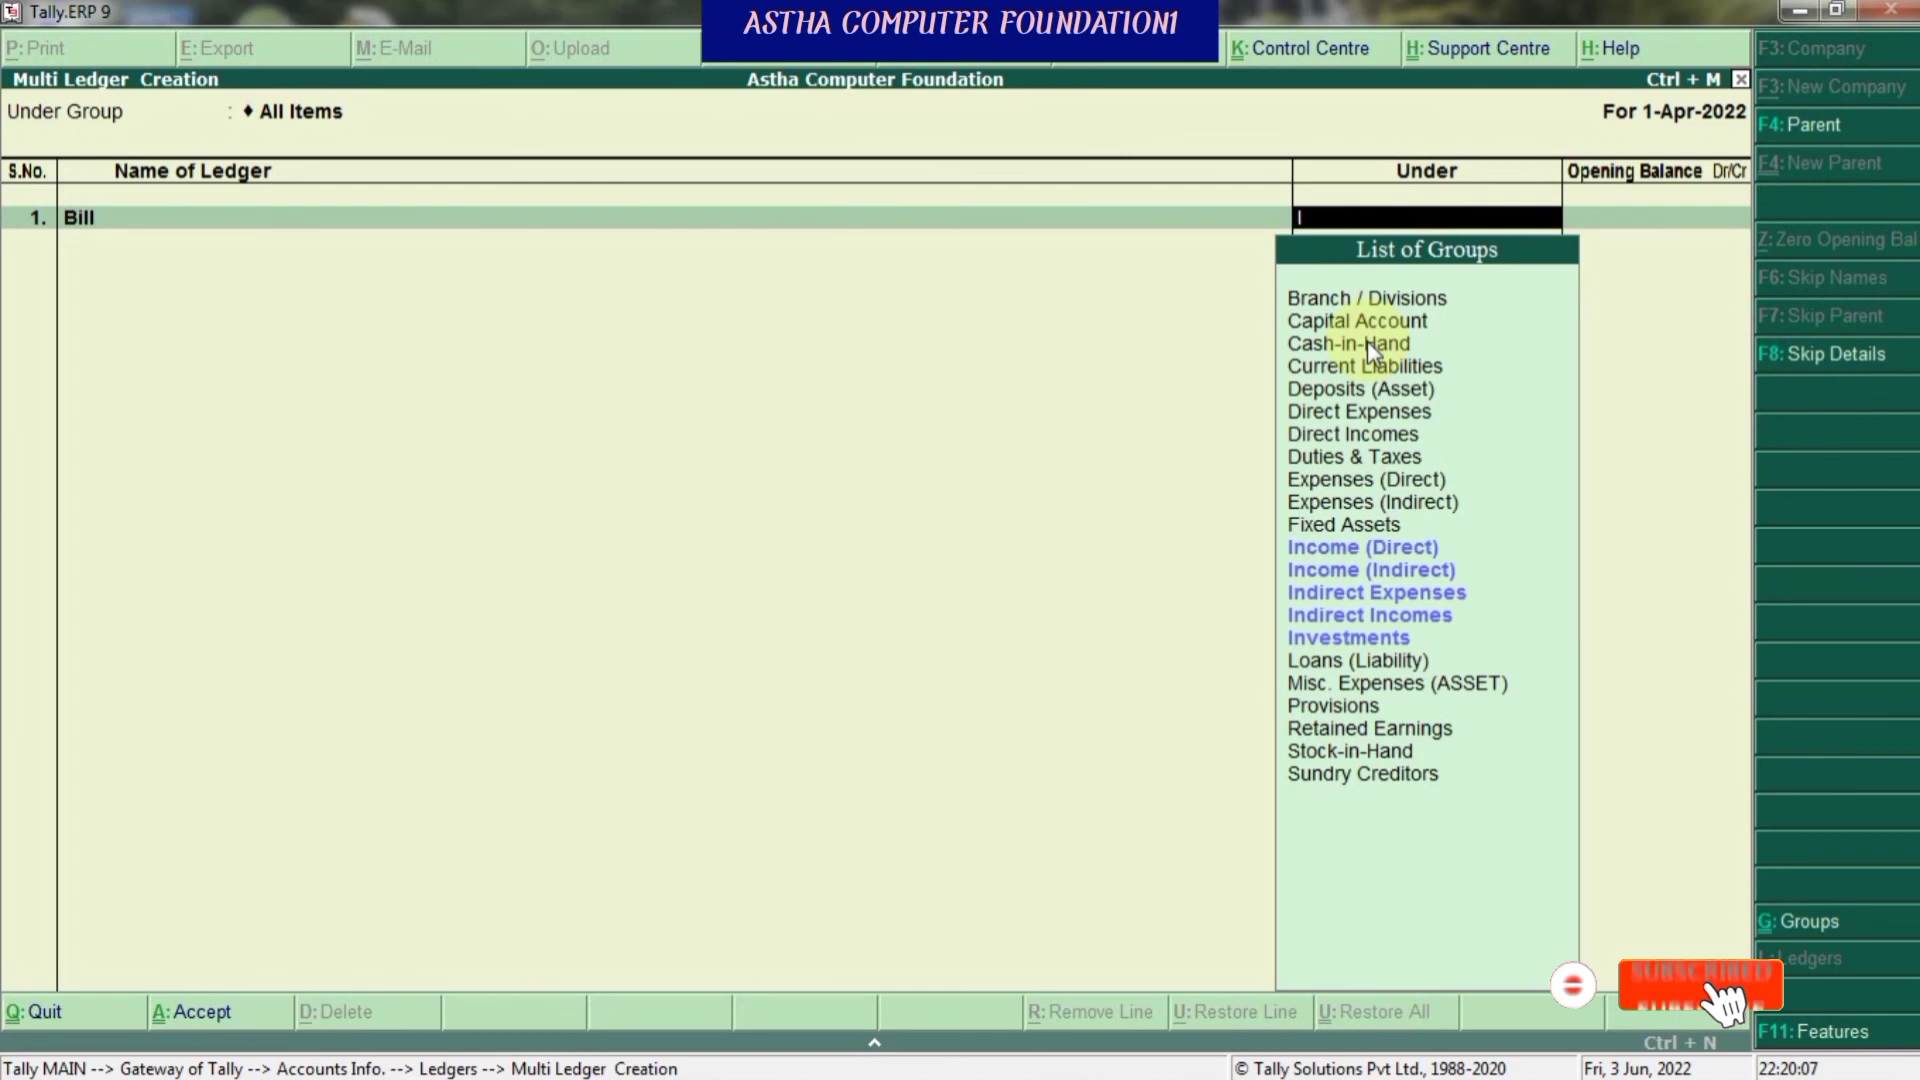 Tally.ERP 9
ASTHA COMPUTER FOUNDATION1
P: Print
E: Export
M: E-Mail
O: Upload
K: Control Centre
H: Support Centre
H: Help
F3: Company
Multi Ledger Creation
Astha Computer Foundation
Ctrl + M
F3: New Company
Under Group : ♦ All Items
For 1-Apr-2022
F4: Parent
F4: New Parent
S.No. Name of Ledger Under Opening Balance Dr/Cr
1. Bill
Z: Zero Opening Bal
F6: Skip Names
F7: Skip Parent
F8: Skip Details
List of Groups
Branch / Divisions
Capital Account
Cash-in-Hand
Current Liabilities
Deposits (Asset)
Direct Expenses
Direct Incomes
Duties & Taxes
Expenses (Direct)
Expenses (Indirect)
Fixed Assets
Income (Direct)
Income (Indirect)
Indirect Expenses
Indirect Incomes
Investments
Loans (Liability)
Misc. Expenses (ASSET)
Provisions
Retained Earnings
Stock-in-Hand
Sundry Creditors
G: Groups
L: Ledgers
SUBSCRIBED
Q: Quit
A: Accept
D: Delete
R: Remove Line
U: Restore Line
U: Restore All
F11: Features
Ctrl + N
Tally MAIN --> Gateway of Tally --> Accounts Info. --> Ledgers --> Multi Ledger Creation
© Tally Solutions Pvt Ltd., 1988-2020
Fri, 3 Jun, 2022
22:20:07